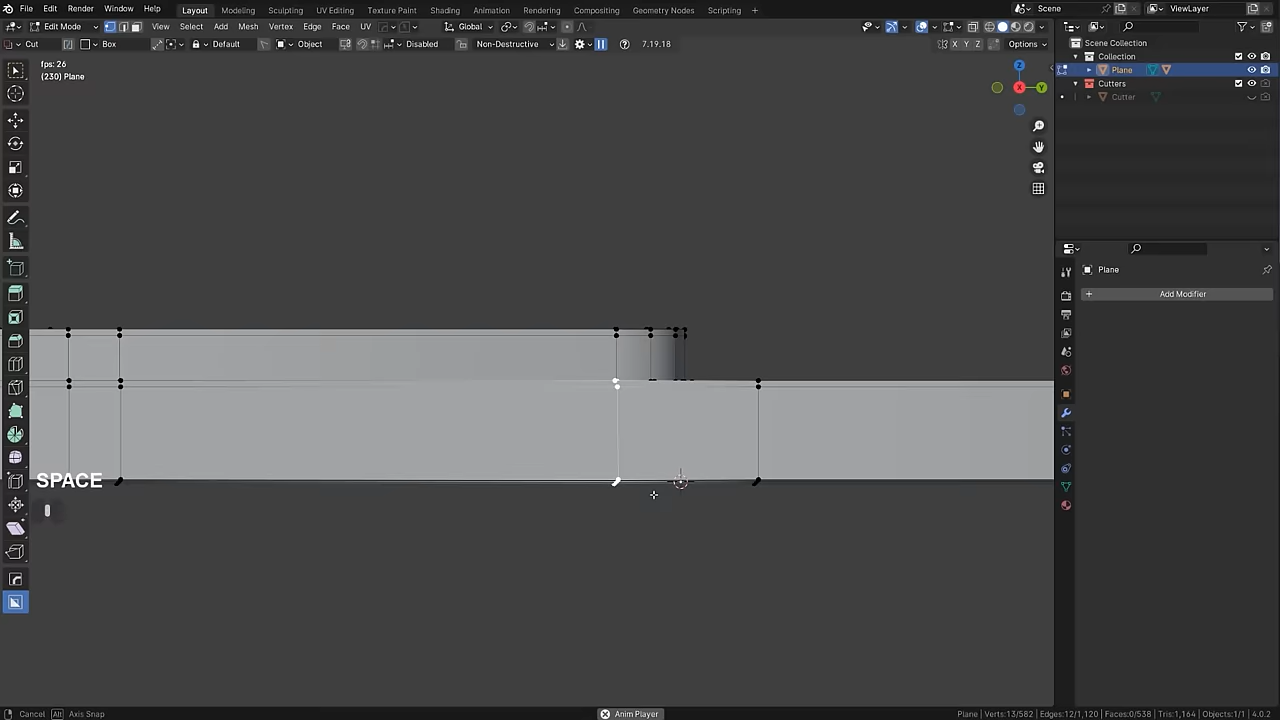 File Edit Render Window Help Layout Modeling Sculpting UV Editing Texture Paint Shading Animation Rendering Compositing Geometry Nodes Scripting Scene ViewLayer
Edit Mode View Select Add Mesh Vertex Edge Face UV Global
Cut Box Default Object Disabled Non-Destructive 7.19.18 X Y Z Options
Scene Collection
Collection
Plane
Cutters
Cutter
fps: 26
(230) Plane
Z
X
Y
Plane
Add Modifier
SPACE
Cancel Alt Axis Snap Anim Player Plane | Verts:13/582 | Edges:12/1,120 | Faces:0/538 | Tris:1,164 | Objects:1/1 | 4.0.2